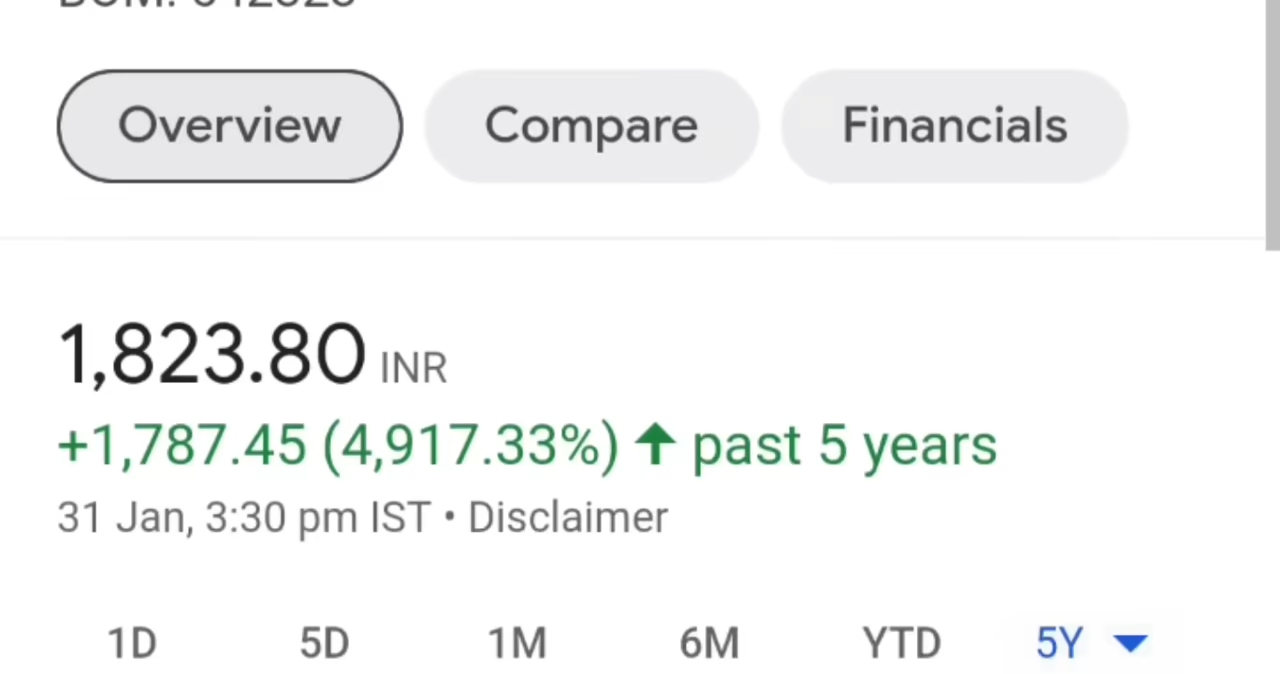 Overview Compare Financials
1,823.80 INR
+1,787.45 (4,917.33%) ↑ past 5 years
31 Jan, 3:30 pm IST • Disclaimer
1D 5D 1M 6M YTD 5Y